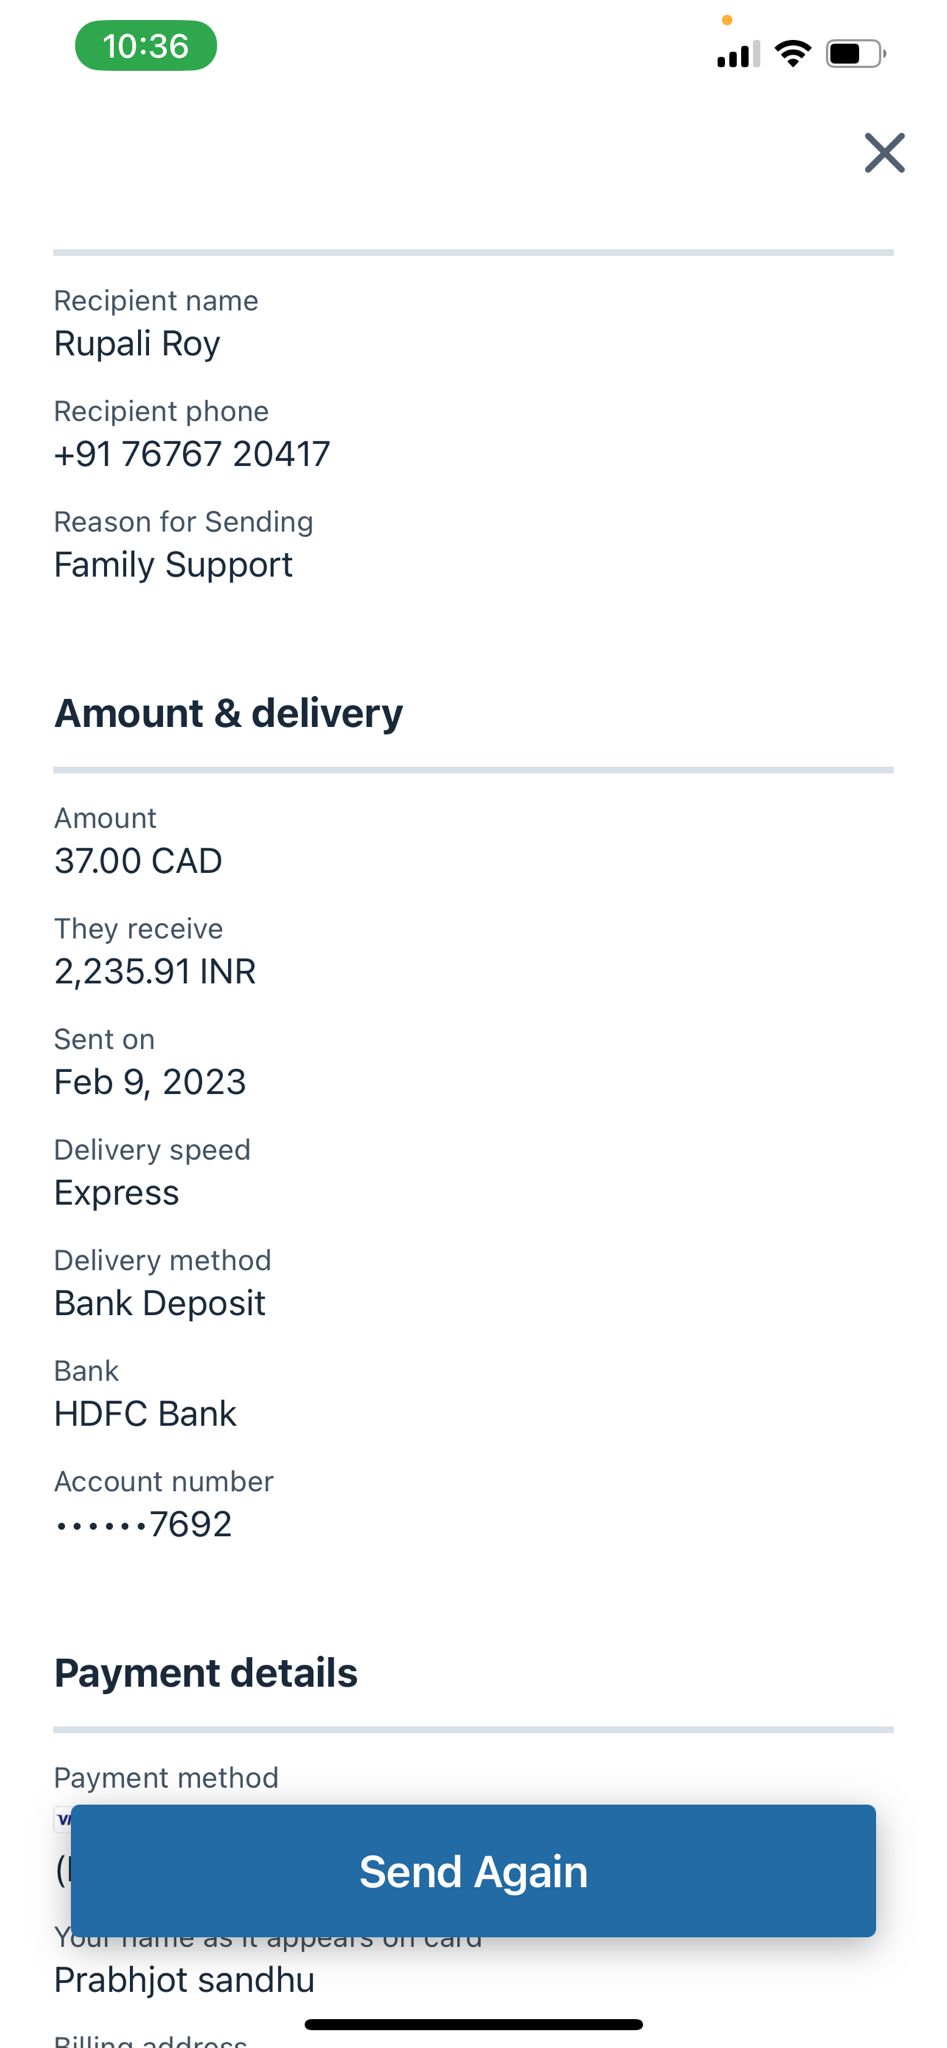 10:36
Recipient name
Rupali Roy
Recipient phone
+91 76767 20417
Reason for Sending
Family Support
Amount & delivery
Amount
37.00 CAD
They receive
2,235.91 INR
Sent on
Feb 9, 2023
Delivery speed
Express
Delivery method
Bank Deposit
Bank
HDFC Bank
Account number
••••••7692
Payment details
Payment method
Send Again
Your name as it appears on card
Prabhjot sandhu
Billing address